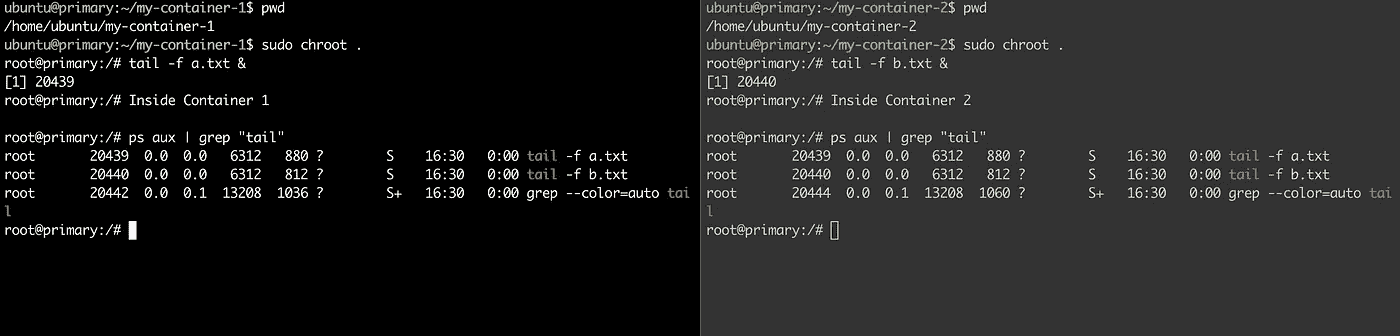 ubuntu@primary:~/my-container-1$ pwd
/home/ubuntu/my-container-1
ubuntu@primary:~/my-container-1$ sudo chroot .
root@primary:/# tail -f a.txt &
[1] 20439
root@primary:/# Inside Container 1
root@primary:/# ps aux | grep "tail"
root       20439  0.0  0.0   6312   880 ?        S    16:30   0:00 tail -f a.txt
root       20440  0.0  0.0   6312   812 ?        S    16:30   0:00 tail -f b.txt
root       20442  0.0  0.1  13208  1036 ?        S+   16:30   0:00 grep --color=auto tai
l
root@primary:/#
ubuntu@primary:~/my-container-2$ pwd
/home/ubuntu/my-container-2
ubuntu@primary:~/my-container-2$ sudo chroot .
root@primary:/# tail -f b.txt &
[1] 20440
root@primary:/# Inside Container 2
root@primary:/# ps aux | grep "tail"
root       20439  0.0  0.0   6312   880 ?        S    16:30   0:00 tail -f a.txt
root       20440  0.0  0.0   6312   812 ?        S    16:30   0:00 tail -f b.txt
root       20444  0.0  0.1  13208  1060 ?        S+   16:30   0:00 grep --color=auto tai
l
root@primary:/#